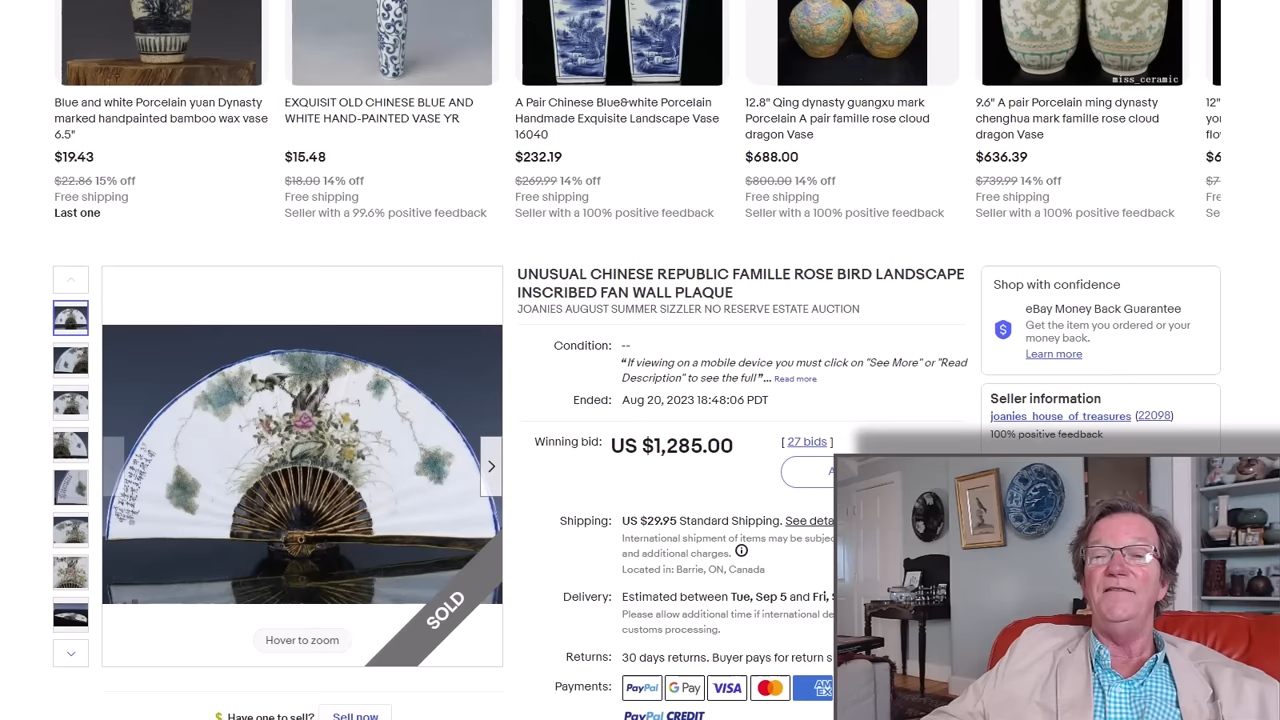 miss_ceramic
Blue and white Porcelain yuan Dynasty
marked handpainted bamboo wax vase
6.5"
$19.43
$22.86 15% off
Free shipping
Last one
EXQUISIT OLD CHINESE BLUE AND
WHITE HAND-PAINTED VASE YR
$15.48
$18.00 14% off
Free shipping
Seller with a 99.6% positive feedback
A Pair Chinese Blue&white Porcelain
Handmade Exquisite Landscape Vase
16040
$232.19
$269.99 14% off
Free shipping
Seller with a 100% positive feedback
12.8" Qing dynasty guangxu mark
Porcelain A pair famille rose cloud
dragon Vase
$688.00
$800.00 14% off
Free shipping
Seller with a 100% positive feedback
9.6" A pair Porcelain ming dynasty
chenghua mark famille rose cloud
dragon Vase
$636.39
$739.99 14% off
Free shipping
Seller with a 100% positive feedback
12"
yor
flo
$6
$7
Fre
Se
SOLD
Hover to zoom
Have one to sell? Sell now
UNUSUAL CHINESE REPUBLIC FAMILLE ROSE BIRD LANDSCAPE
INSCRIBED FAN WALL PLAQUE
JOANIES AUGUST SUMMER SIZZLER NO RESERVE ESTATE AUCTION
Condition: --
"If viewing on a mobile device you must click on "See More" or "Read
Description" to see the full"... Read more
Ended: Aug 20, 2023 18:48:06 PDT
Winning bid: US $1,285.00 [ 27 bids ]
Shipping: US $29.95 Standard Shipping. See deta
International shipment of items may be subjec
and additional charges.
Located in: Barrie, ON, Canada
Delivery: Estimated between Tue, Sep 5 and Fri,
Please allow additional time if international de
customs processing.
Returns: 30 days returns. Buyer pays for return s
Payments: PayPal G Pay VISA AM EX
PayPal CREDIT
Shop with confidence
eBay Money Back Guarantee
Get the item you ordered or your
money back.
Learn more
Seller information
joanies_house_of_treasures (22098)
100% positive feedback